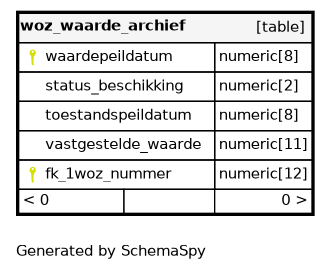 woz_waarde_archief [table]
waardepeildatum numeric[8]
status_beschikking numeric[2]
toestandspeildatum numeric[8]
vastgestelde_waarde numeric[11]
fk_1woz_nummer numeric[12]
< 0 0 >
Generated by SchemaSpy